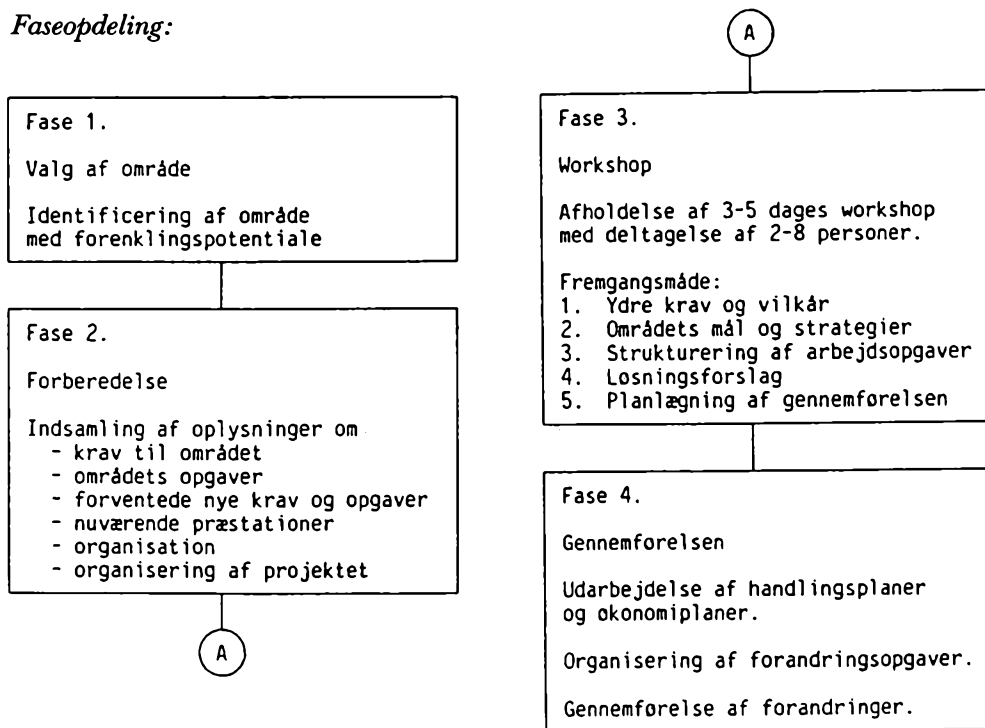 Faseopdeling:
Fase 1.
Valg af område
Identificering af område
med forenklingspotentiale
Fase 2.
Forberedelse
Indsamling af oplysninger om
- krav til området
- områdets opgaver
- forventede nye krav og opgaver
- nuværende præstationer
- organisation
- organisering af projektet
A
A
Fase 3.
Workshop
Afholdelse af 3-5 dages workshop
med deltagelse af 2-8 personer.
Fremgangsmåde:
1. Ydre krav og vilkår
2. Områdets mål og strategier
3. Strukturering af arbejdsopgaver
4. Løsningsforslag
5. Planlægning af gennemførelsen
Fase 4.
Gennemførelsen
Udarbejdelse af handlingsplaner
og økonomiplaner.
Organisering af forandringsopgaver.
Gennemførelse af forandringer.